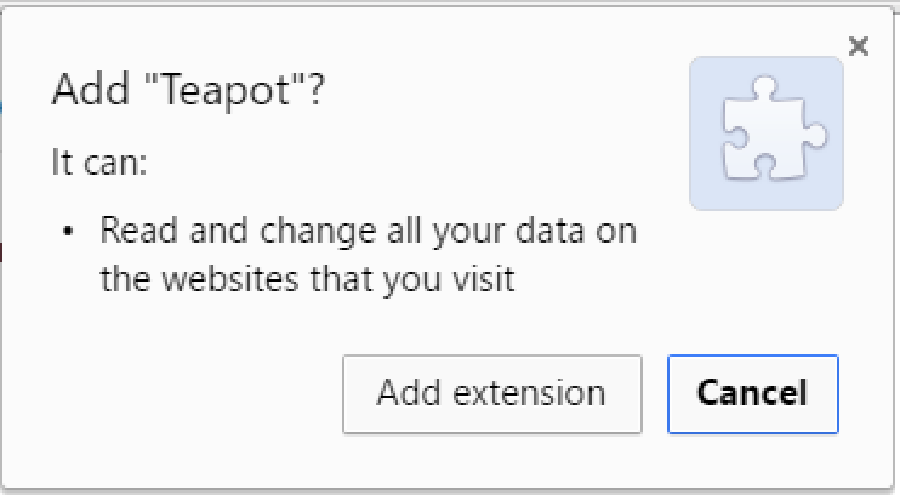 Add "Teapot"?
It can:
• Read and change all your data on
the websites that you visit
Add extension
Cancel